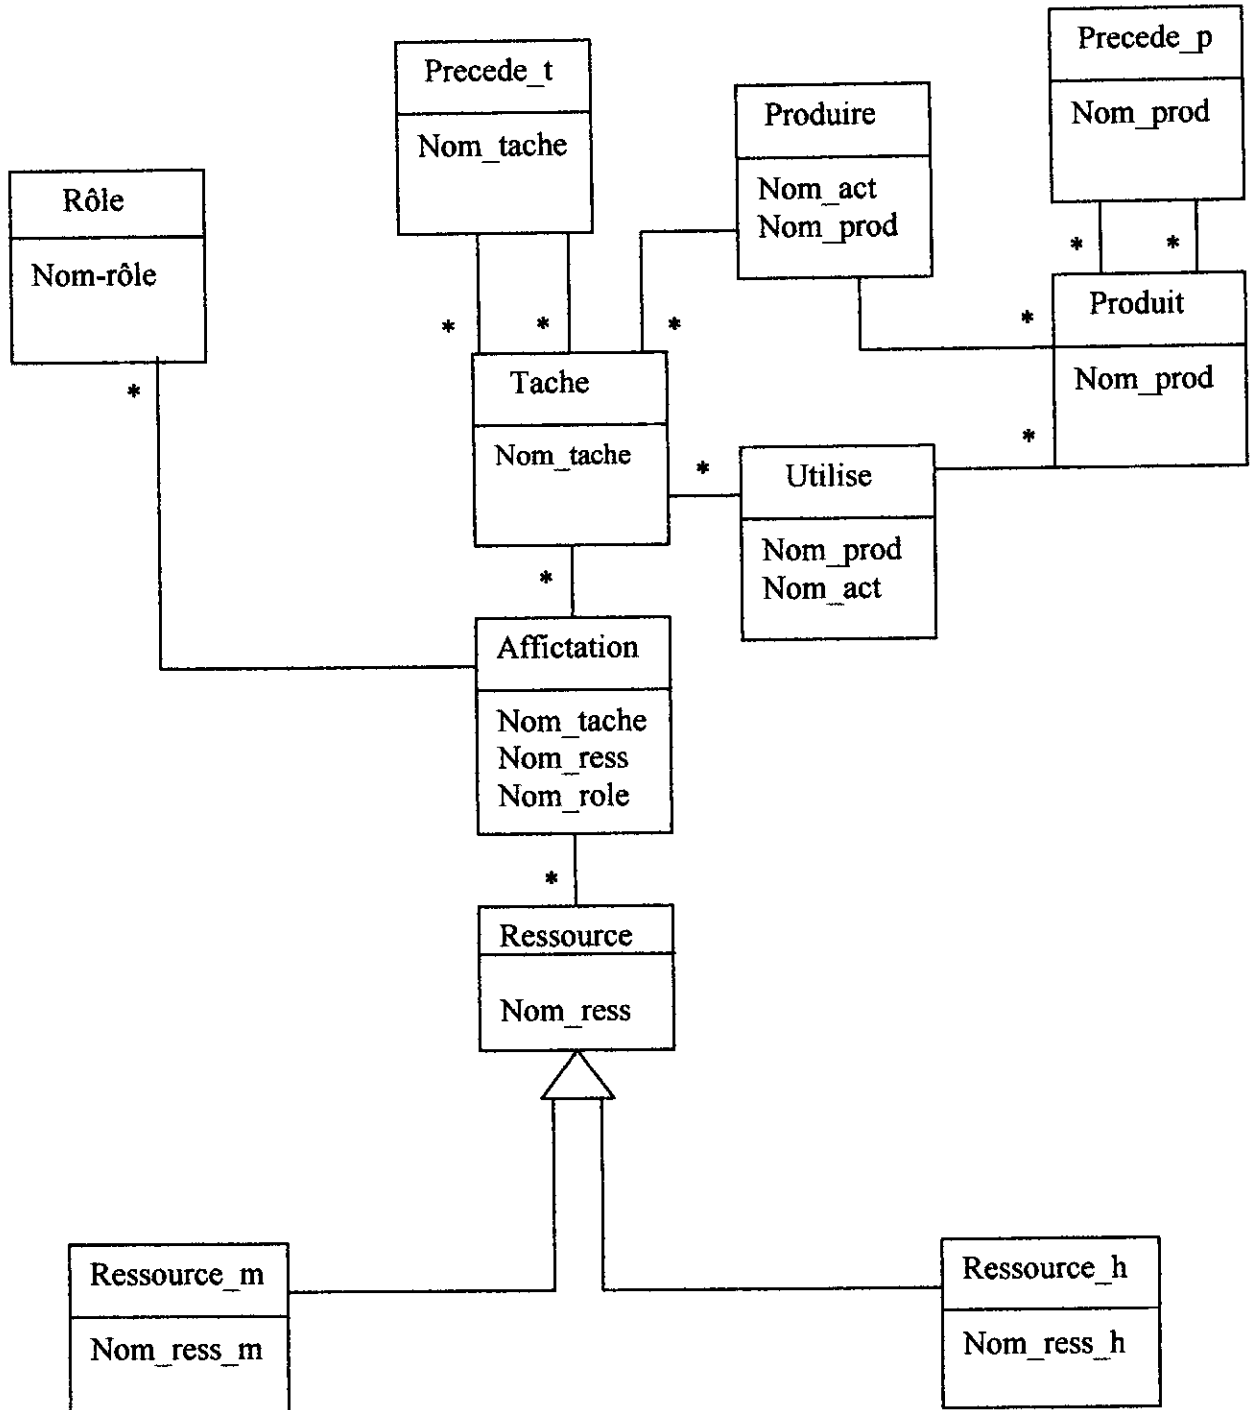 Precede_t
Nom_tache
Precede_p
Nom_prod
Produire
Nom_act
Nom_prod
Rôle
Nom-rôle
*
*
*
*
*
*
Produit
Nom_prod
*
Tache
Nom_tache
*
*
Utilise
Nom_prod
Nom_act
*
Affictation
Nom_tache
Nom_ress
Nom_role
*
Ressource
Nom_ress
Ressource_m
Nom_ress_m
Ressource_h
Nom_ress_h